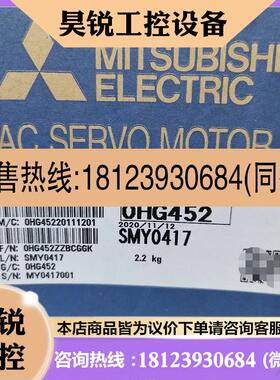 昊锐工控设备
MITSUBISHI
ELECTRIC
AC SERVO MOTOR
售热线:18123930684(同
M/C: 0HG45220111201
0HG452
2020/11/12
P/N: 0HG452ZZBCGGK
SMY0417
L/N: SMY0417
G/C: 0HG452
2.2 kg
S/N: MY0417001
昊锐
工控
本店商品皆为议价下单请咨询客服
咨询热线:18123930684 (微